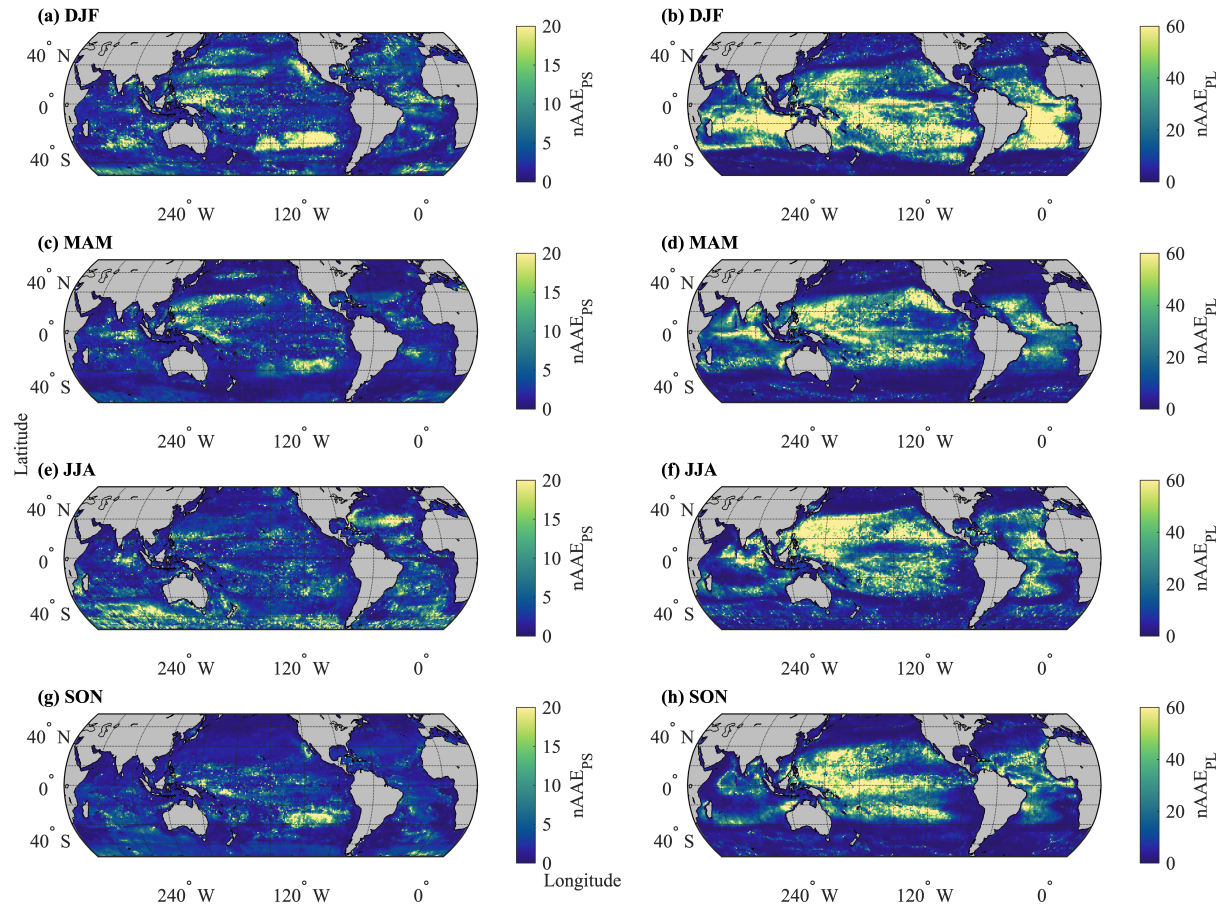 (a) DJF
40° N
0°
40° S
240° W
120° W
0°
20
15
10
5
0
nAAE_PS
(b) DJF
40° N
0°
40° S
240° W
120° W
0°
60
40
20
0
nAAE_PL
(c) MAM
40° N
0°
40° S
240° W
120° W
0°
20
15
10
5
0
nAAE_PS
(d) MAM
40° N
0°
40° S
240° W
120° W
0°
60
40
20
0
nAAE_PL
Latitude
(e) JJA
40° N
0°
40° S
240° W
120° W
0°
20
15
10
5
0
nAAE_PS
(f) JJA
40° N
0°
40° S
240° W
120° W
0°
60
40
20
0
nAAE_PL
(g) SON
40° N
0°
40° S
240° W
120° W
0°
20
15
10
5
0
nAAE_PS
(h) SON
40° N
0°
40° S
240° W
120° W
0°
60
40
20
0
nAAE_PL
Longitude